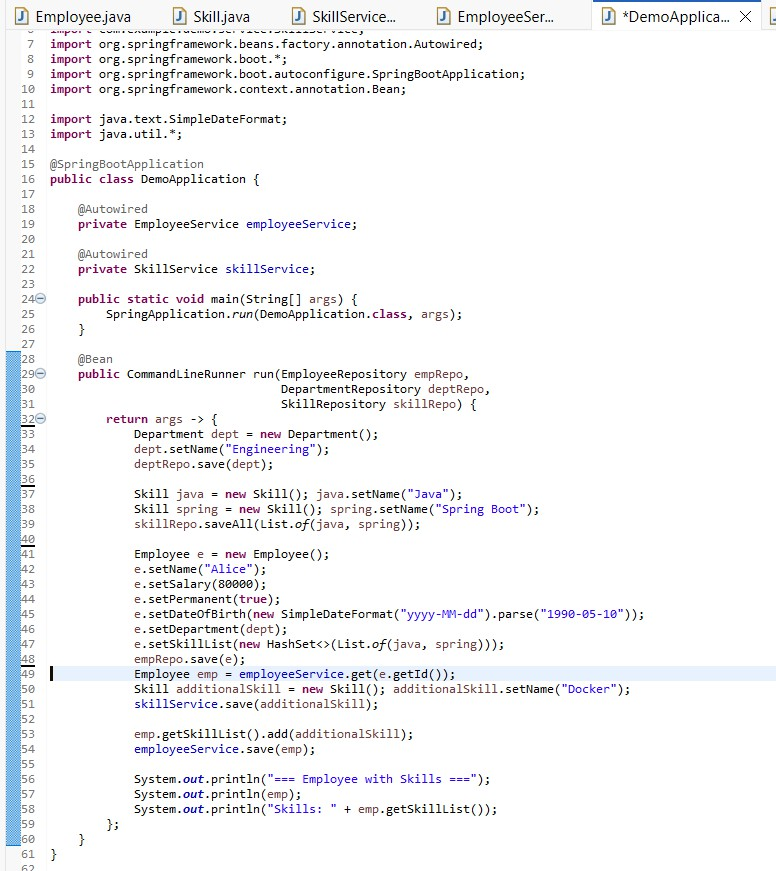 Employee.java Skill.java SkillService... EmployeeSer... *DemoApplica...
6 import com.example.demo.service.SkillService;
7 import org.springframework.beans.factory.annotation.Autowired;
8 import org.springframework.boot.*;
9 import org.springframework.boot.autoconfigure.SpringBootApplication;
10 import org.springframework.context.annotation.Bean;
11
12 import java.text.SimpleDateFormat;
13 import java.util.*;
14
15 @SpringBootApplication
16 public class DemoApplication {
17
18     @Autowired
19     private EmployeeService employeeService;
20
21     @Autowired
22     private SkillService skillService;
23
24     public static void main(String[] args) {
25         SpringApplication.run(DemoApplication.class, args);
26     }
27
28     @Bean
29     public CommandLineRunner run(EmployeeRepository empRepo,
30                                DepartmentRepository deptRepo,
31                                SkillRepository skillRepo) {
32         return args -> {
33             Department dept = new Department();
34             dept.setName("Engineering");
35             deptRepo.save(dept);
36
37             Skill java = new Skill(); java.setName("Java");
38             Skill spring = new Skill(); spring.setName("Spring Boot");
39             skillRepo.saveAll(List.of(java, spring));
40
41             Employee e = new Employee();
42             e.setName("Alice");
43             e.setSalary(80000);
44             e.setPermanent(true);
45             e.setDateOfBirth(new SimpleDateFormat("yyyy-MM-dd").parse("1990-05-10"));
46             e.setDepartment(dept);
47             e.setSkillList(new HashSet<>(List.of(java, spring)));
48             empRepo.save(e);
49             Employee emp = employeeService.get(e.getId());
50             Skill additionalSkill = new Skill(); additionalSkill.setName("Docker");
51             skillService.save(additionalSkill);
52
53             emp.getSkillList().add(additionalSkill);
54             employeeService.save(emp);
55
56             System.out.println("=== Employee with Skills ===");
57             System.out.println(emp);
58             System.out.println("Skills: " + emp.getSkillList());
59         };
60     }
61 }
62